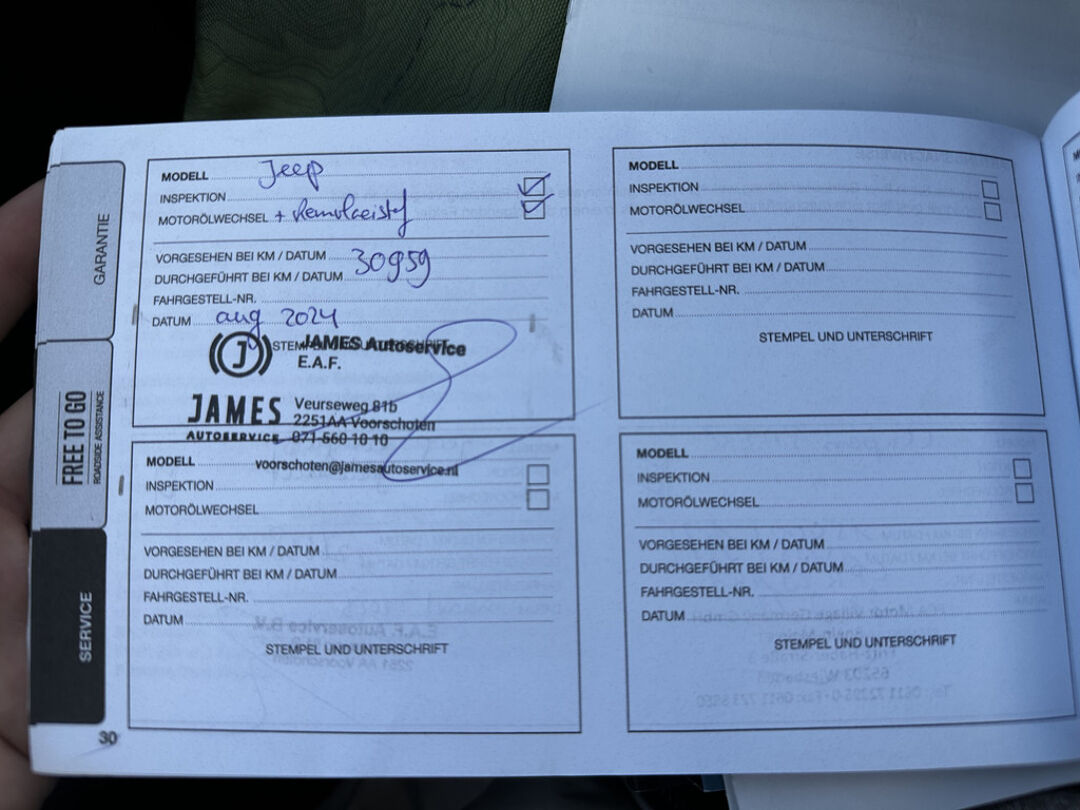 GARANTIE
FREE TO GO
ROADSIDE ASSISTANCE
SERVICE
MODELL Jeep
INSPEKTION
MOTORÖLWECHSEL +
VORGESEHEN BEI KM / DATUM 30959
DURCHGEFÜHRT BEI KM / DATUM
FAHRGESTELL-NR.
DATUM aug 2024
J
JAMES Autoservice
E.A.F.
JAMES
AUTOSERVICE
Veurseweg 81b
2251AA Voorschoten
071-560 10 10
voorschoten@jamesautoservice.nl
MODELL
INSPEKTION
MOTORÖLWECHSEL
VORGESEHEN BEI KM / DATUM
DURCHGEFÜHRT BEI KM / DATUM
FAHRGESTELL-NR.
DATUM
STEMPEL UND UNTERSCHRIFT
30
MODELL
INSPEKTION
MOTORÖLWECHSEL
VORGESEHEN BEI KM / DATUM
DURCHGEFÜHRT BEI KM / DATUM
FAHRGESTELL-NR.
DATUM
STEMPEL UND UNTERSCHRIFT
MODELL
INSPEKTION
MOTORÖLWECHSEL
VORGESEHEN BEI KM / DATUM
DURCHGEFÜHRT BEI KM / DATUM
FAHRGESTELL-NR.
DATUM
STEMPEL UND UNTERSCHRIFT